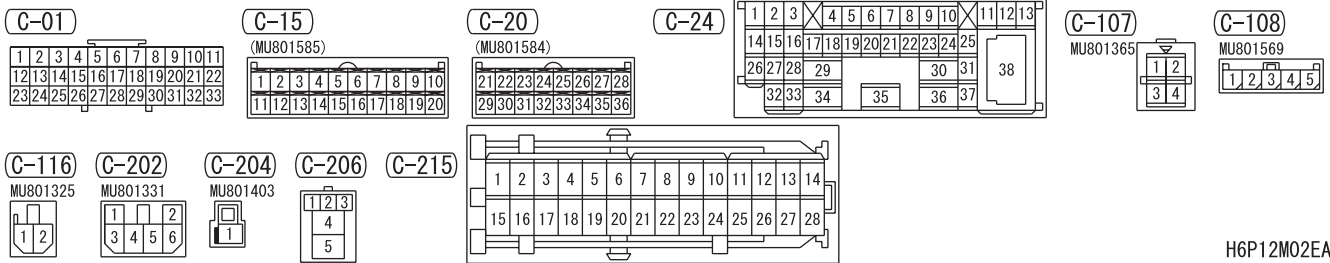 C-01
1 2 3 4 5 6 7 8 9 10 11
12 13 14 15 16 17 18 19 20 21 22
23 24 25 26 27 28 29 30 31 32 33
C-15
(MU801585)
1 2 3 4 5 6 7 8 9 10
11 12 13 14 15 16 17 18 19 20
C-20
(MU801584)
21 22 23 24 25 26 27 28
29 30 31 32 33 34 35 36
C-24
1 2 3 4 5 6 7 8 9 10 11 12 13
14 15 16 17 18 19 20 21 22 23 24 25
26 27 28 29 30 31 38
32 33 34 35 36 37
C-107
MU801365
1 2
3 4
C-108
MU801569
1 2 3 4 5
C-116
MU801325
1 2
C-202
MU801331
1 2
3 4 5 6
C-204
MU801403
1
C-206
1 2 3
4
5
C-215
1 2 3 4 5 6 7 8 9 10 11 12 13 14
15 16 17 18 19 20 21 22 23 24 25 26 27 28
H6P12M02EA